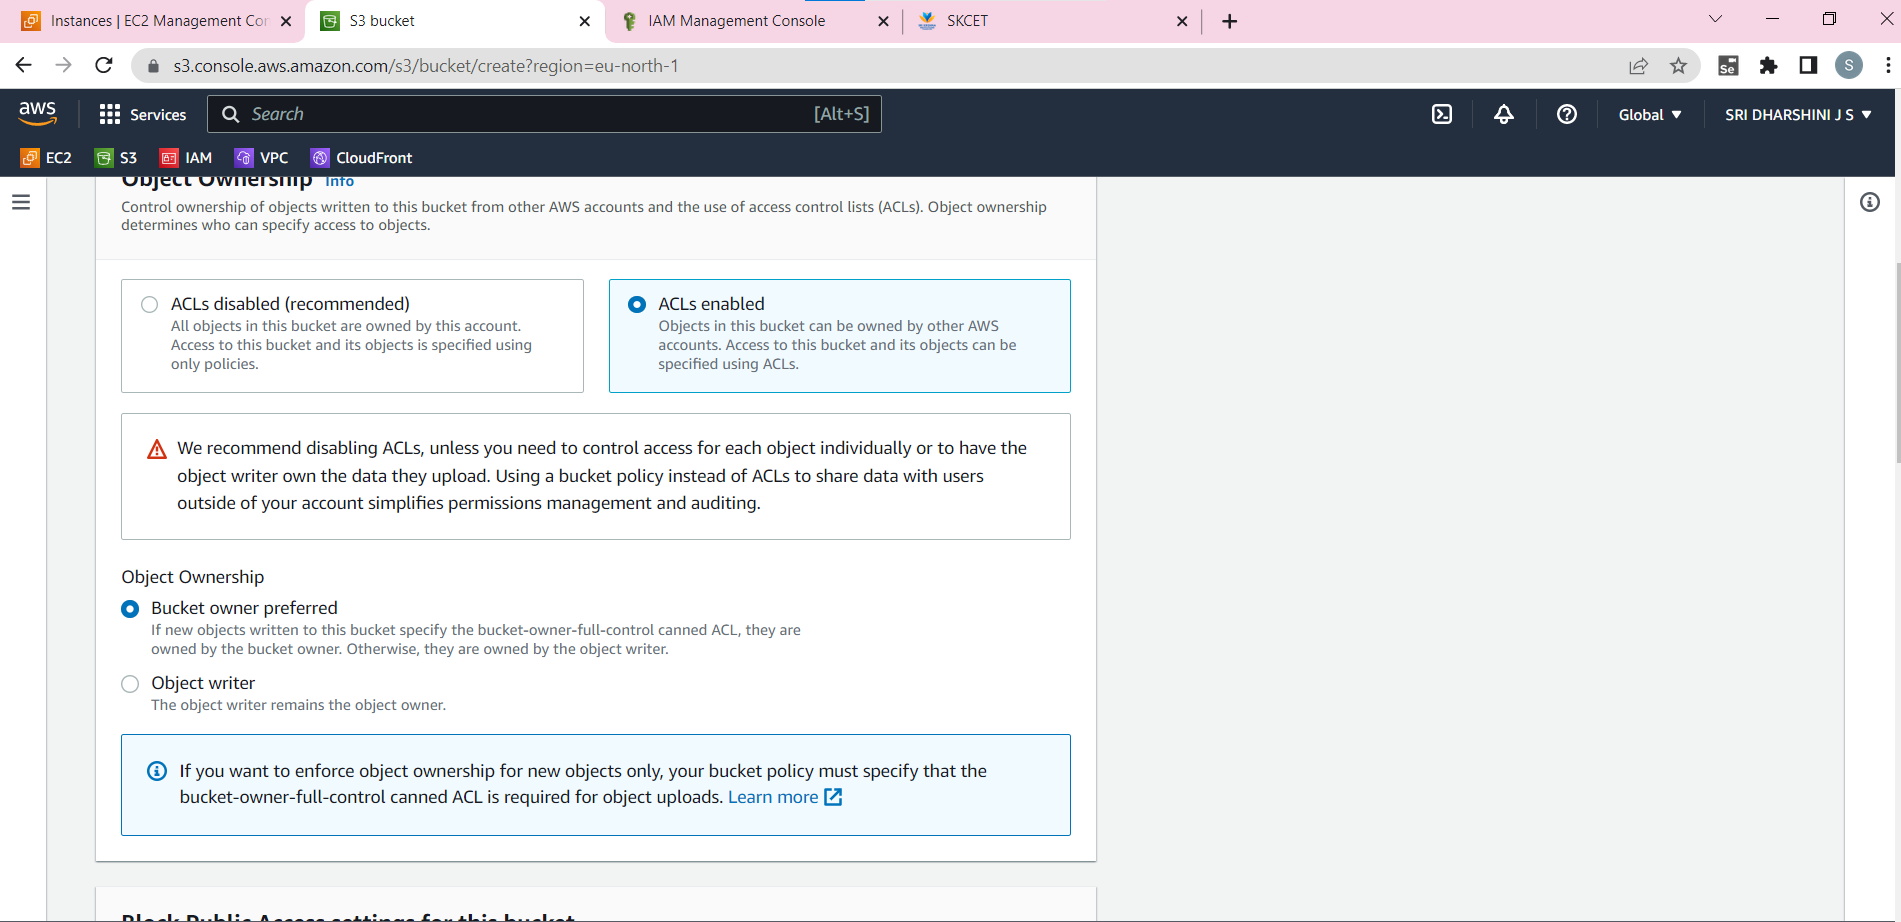 Instances | EC2 Management Con
S3 bucket
IAM Management Console
SKCET
s3.console.aws.amazon.com/s3/bucket/create?region=eu-north-1
Se
S
aws
Services
Search
[Alt+S]
Global
SRI DHARSHINI J S
EC2
S3
IAM
VPC
CloudFront
Object Ownership Info
Control ownership of objects written to this bucket from other AWS accounts and the use of access control lists (ACLs). Object ownership
determines who can specify access to objects.
ACLs disabled (recommended)
All objects in this bucket are owned by this account.
Access to this bucket and its objects is specified using
only policies.
ACLs enabled
Objects in this bucket can be owned by other AWS
accounts. Access to this bucket and its objects can be
specified using ACLs.
We recommend disabling ACLs, unless you need to control access for each object individually or to have the
object writer own the data they upload. Using a bucket policy instead of ACLs to share data with users
outside of your account simplifies permissions management and auditing.
Object Ownership
Bucket owner preferred
If new objects written to this bucket specify the bucket-owner-full-control canned ACL, they are
owned by the bucket owner. Otherwise, they are owned by the object writer.
Object writer
The object writer remains the object owner.
If you want to enforce object ownership for new objects only, your bucket policy must specify that the
bucket-owner-full-control canned ACL is required for object uploads. Learn more
Block Public Access settings for this bucket